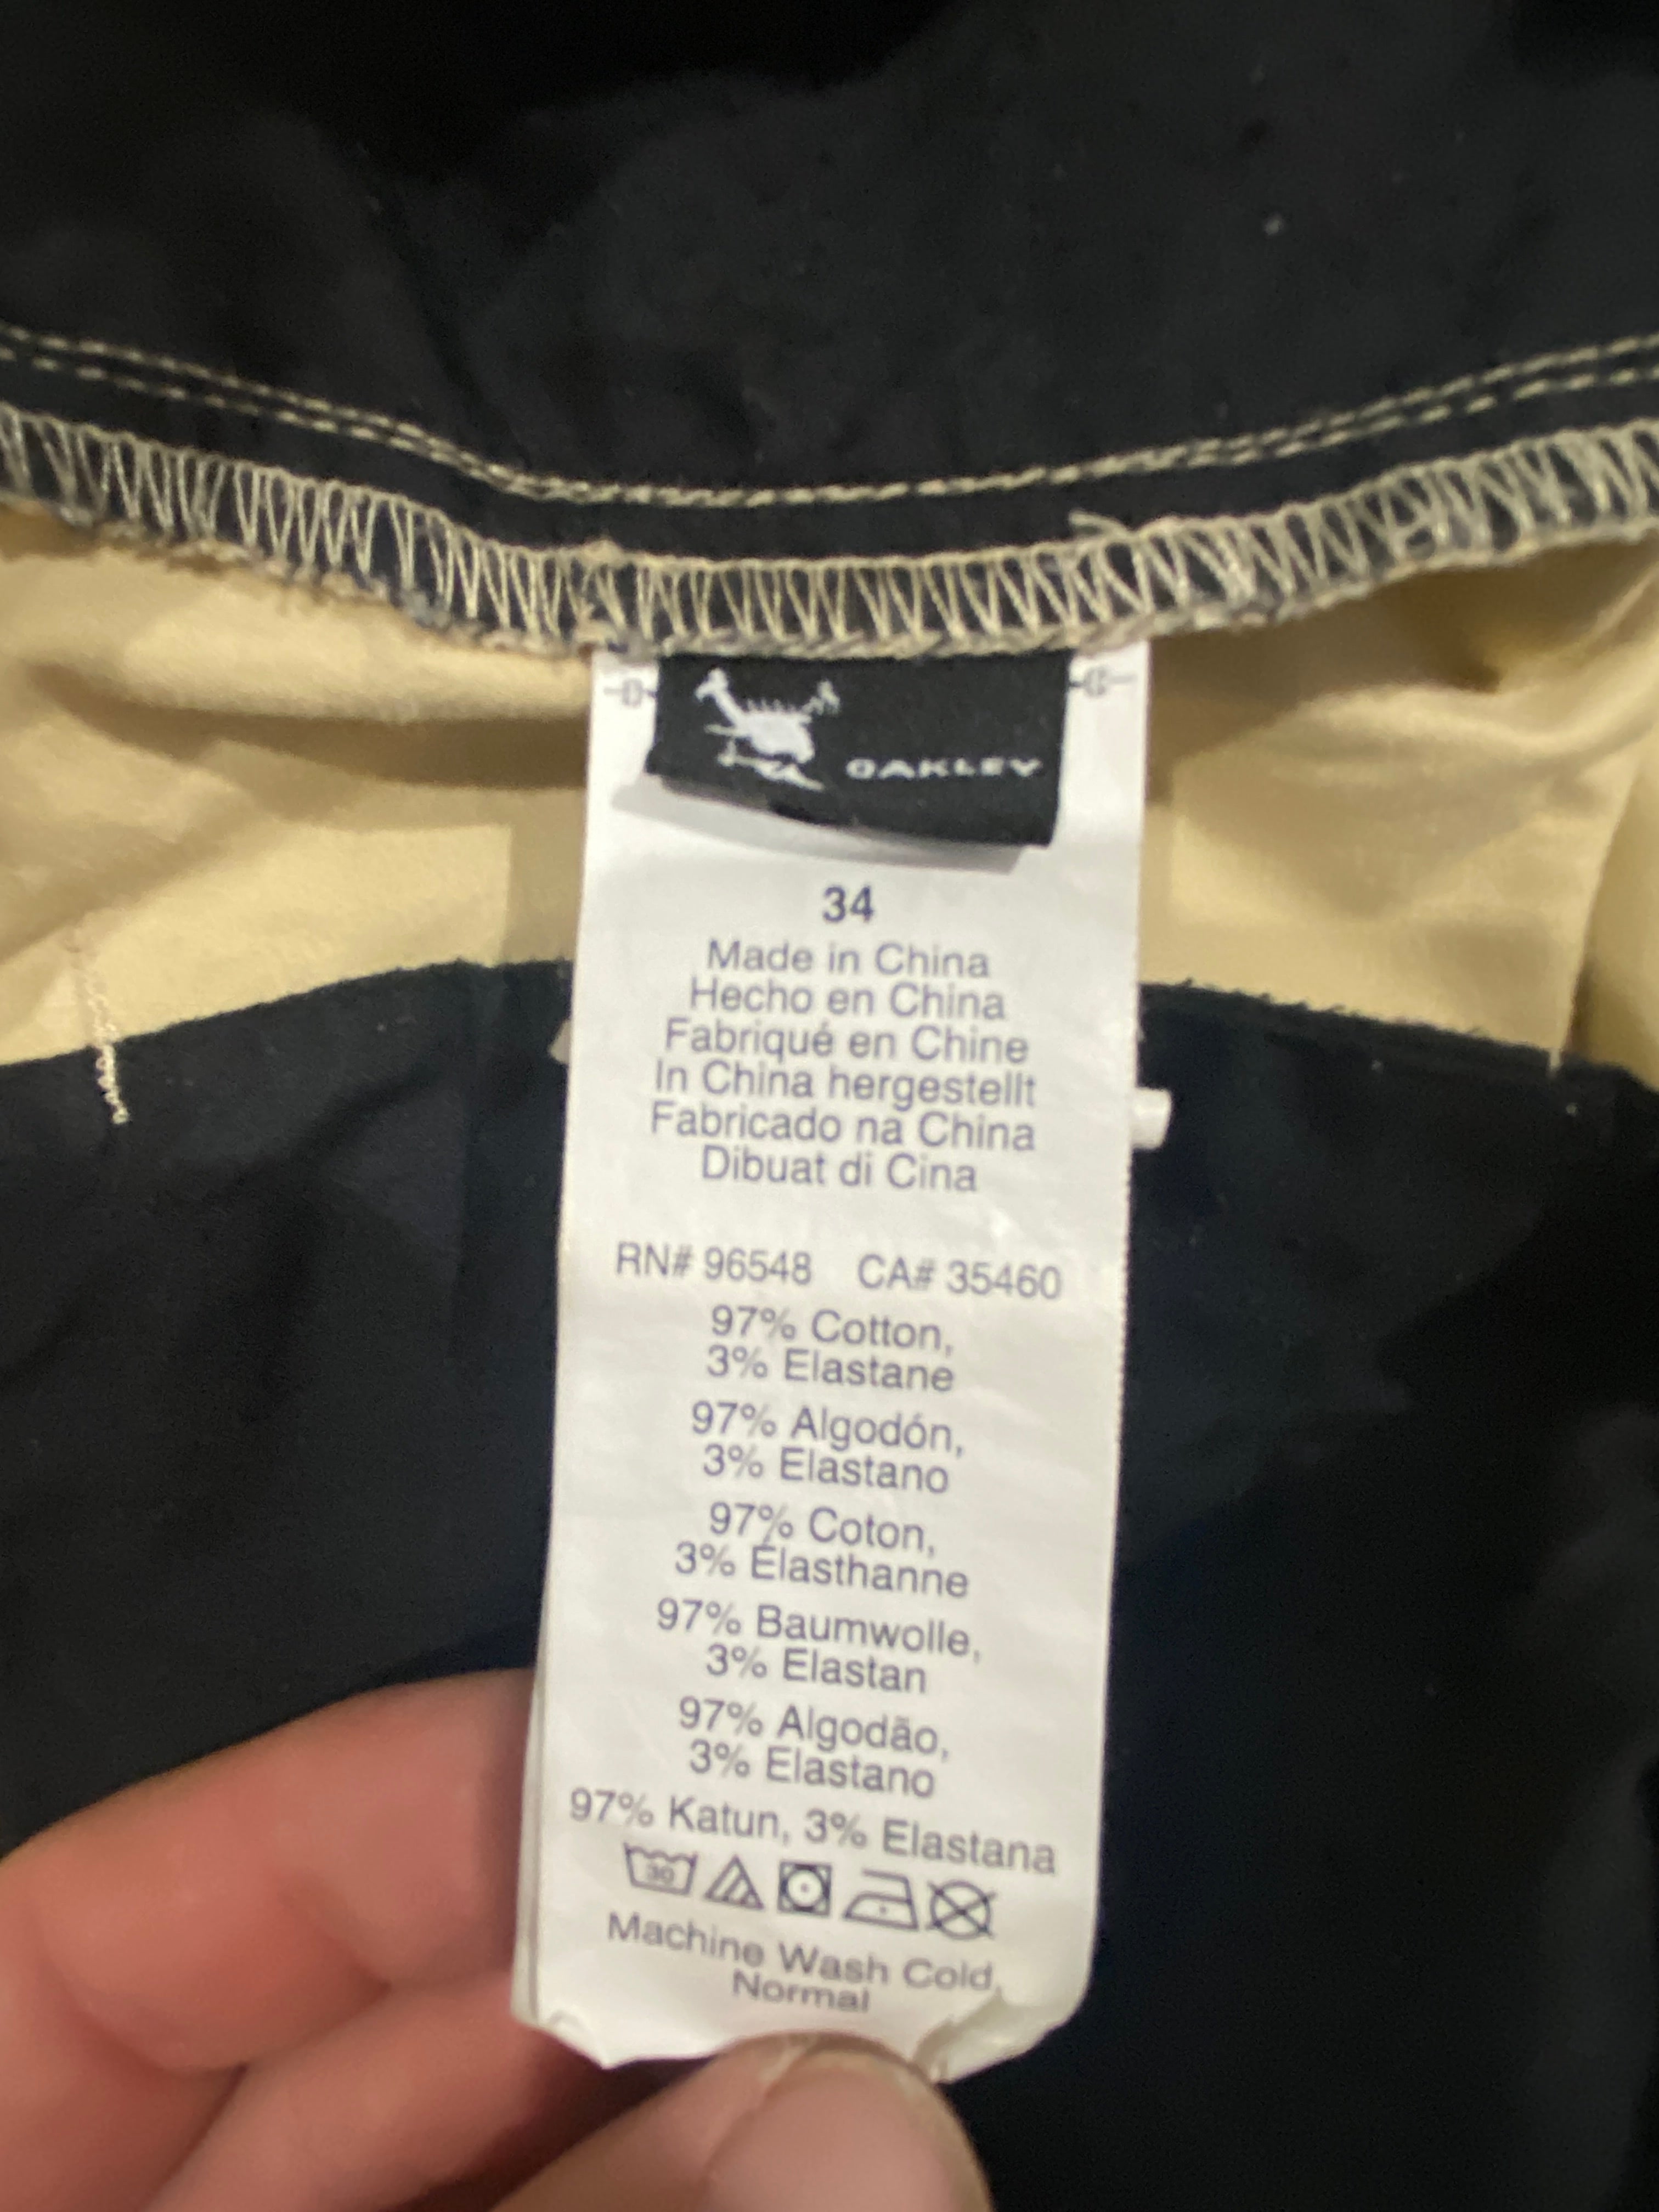 OAKLEY
34
Made in China
Hecho en China
Fabriqué en Chine
In China hergestellt
Fabricado na China
Dibuat di Cina
RN# 96548 CA# 35460
97% Cotton,
3% Elastane
97% Algodón,
3% Elastano
97% Coton,
3% Élasthanne
97% Baumwolle,
3% Elastan
97% Algodão,
3% Elastano
97% Katun, 3% Elastana
30
Machine Wash Cold,
Normal